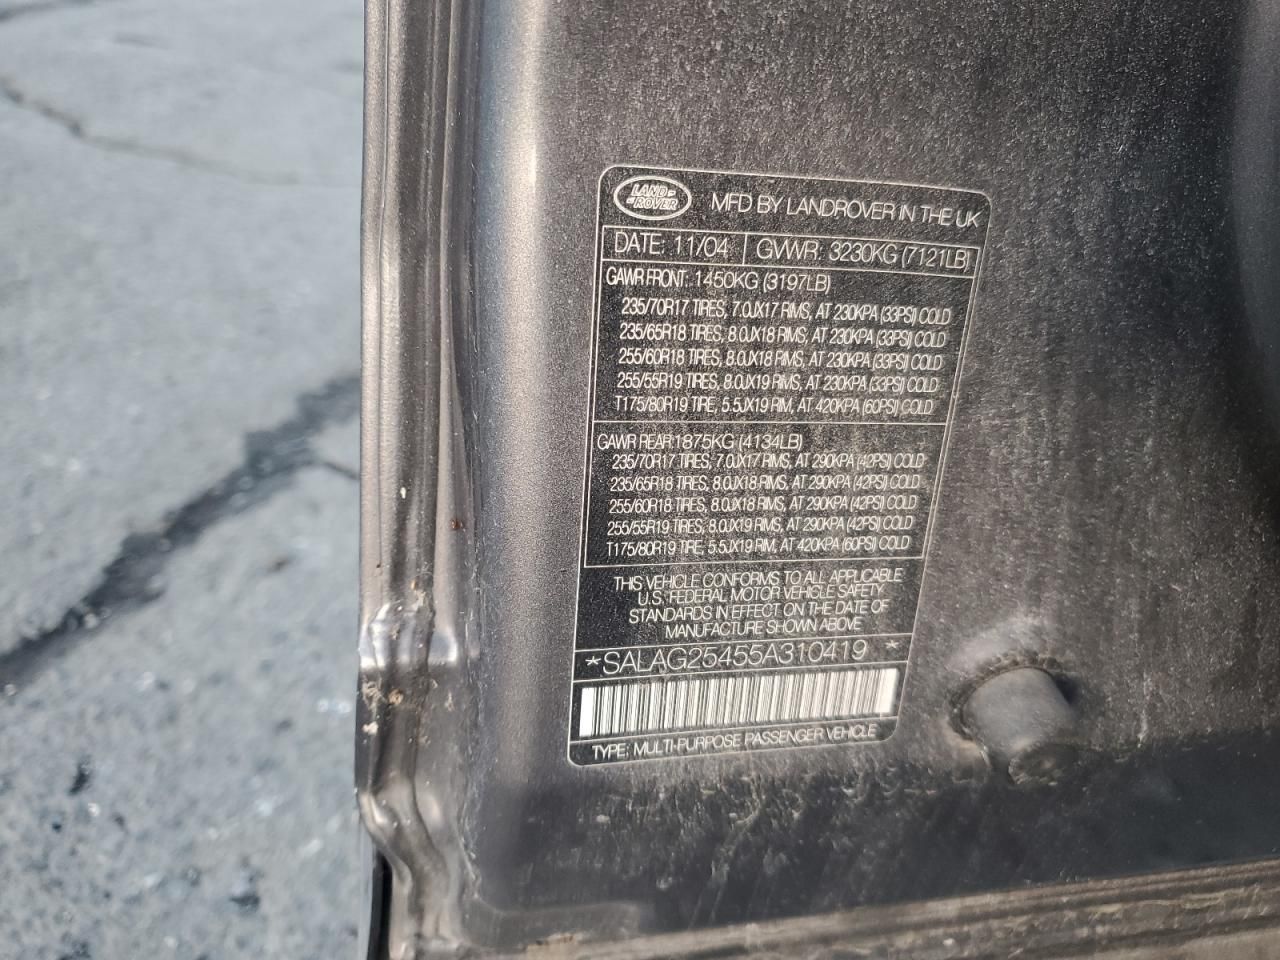 LAND-
-ROVER
MFD BY LANDROVER IN THE UK
DATE: 11/04 GVWR: 3230KG (7121LB)
GAWR FRONT: 1450KG (3197LB)
235/70R17 TIRES, 7.0JX17 RIMS, AT 230KPA (33PSI) COLD
235/65R18 TIRES, 8.0JX18 RIMS, AT 230KPA (33PSI) COLD
255/60R18 TIRES, 8.0JX18 RIMS, AT 230KPA (33PSI) COLD
255/55R19 TIRES, 8.0JX19 RIMS, AT 230KPA (33PSI) COLD
T175/80R19 TIRE, 5.5JX19 RIM, AT 420KPA (60PSI) COLD
GAWR REAR:1875KG (4134LB)
235/70R17 TIRES, 7.0JX17 RIMS, AT 290KPA (42PSI) COLD
235/65R18 TIRES, 8.0JX18 RIMS, AT 290KPA (42PSI) COLD
255/60R18 TIRES, 8.0JX18 RIMS, AT 290KPA (42PSI) COLD
255/55R19 TIRES, 8.0JX19 RIMS, AT 290KPA (42PSI) COLD
T175/80R19 TIRE, 5.5JX19 RIM, AT 420KPA (60PSI) COLD
THIS VEHICLE CONFORMS TO ALL APPLICABLE
U.S. FEDERAL MOTOR VEHICLE SAFETY
STANDARDS IN EFFECT ON THE DATE OF
MANUFACTURE SHOWN ABOVE
*SALAG25455A310419 *
TYPE: MULTI-PURPOSE PASSENGER VEHICLE